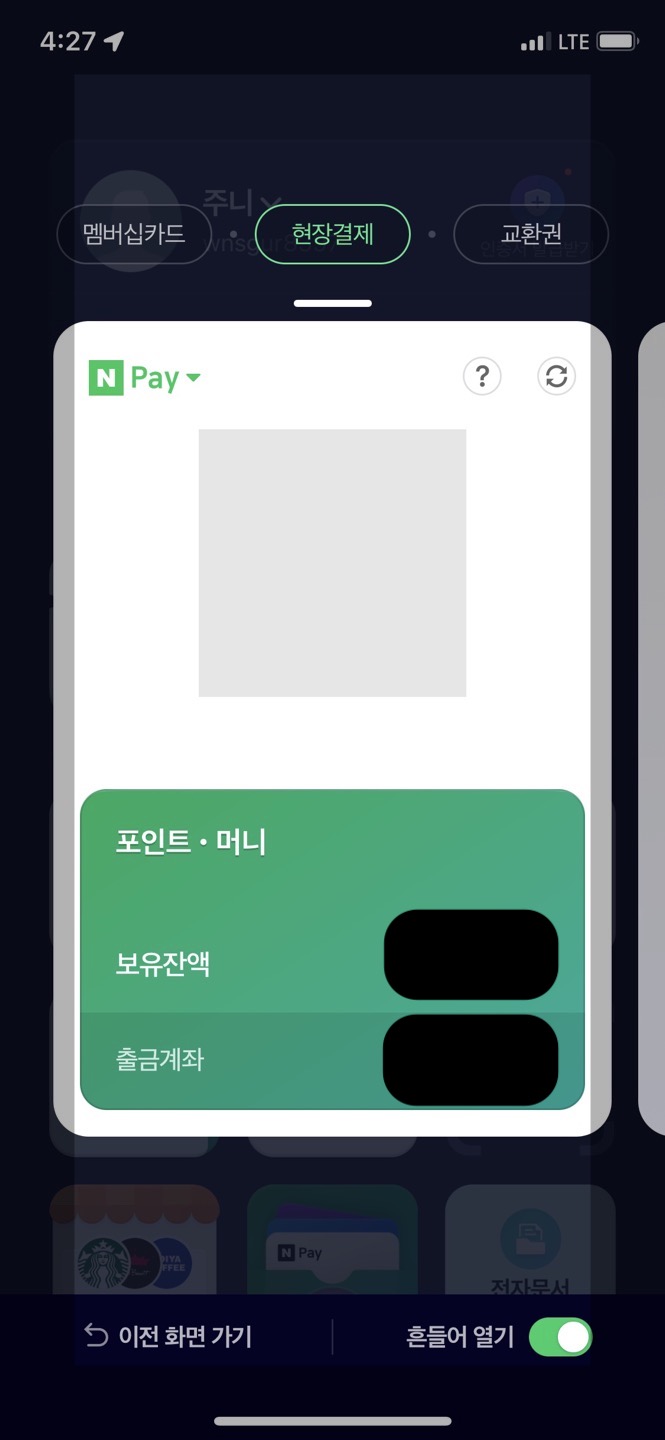 4:27 LTE
주니
멤버십카드 · 현장결제 · 교환권
N Pay
?
포인트 · 머니
보유잔액
출금계좌
N Pay
전자문서
이전 화면 가기
흔들어 열기